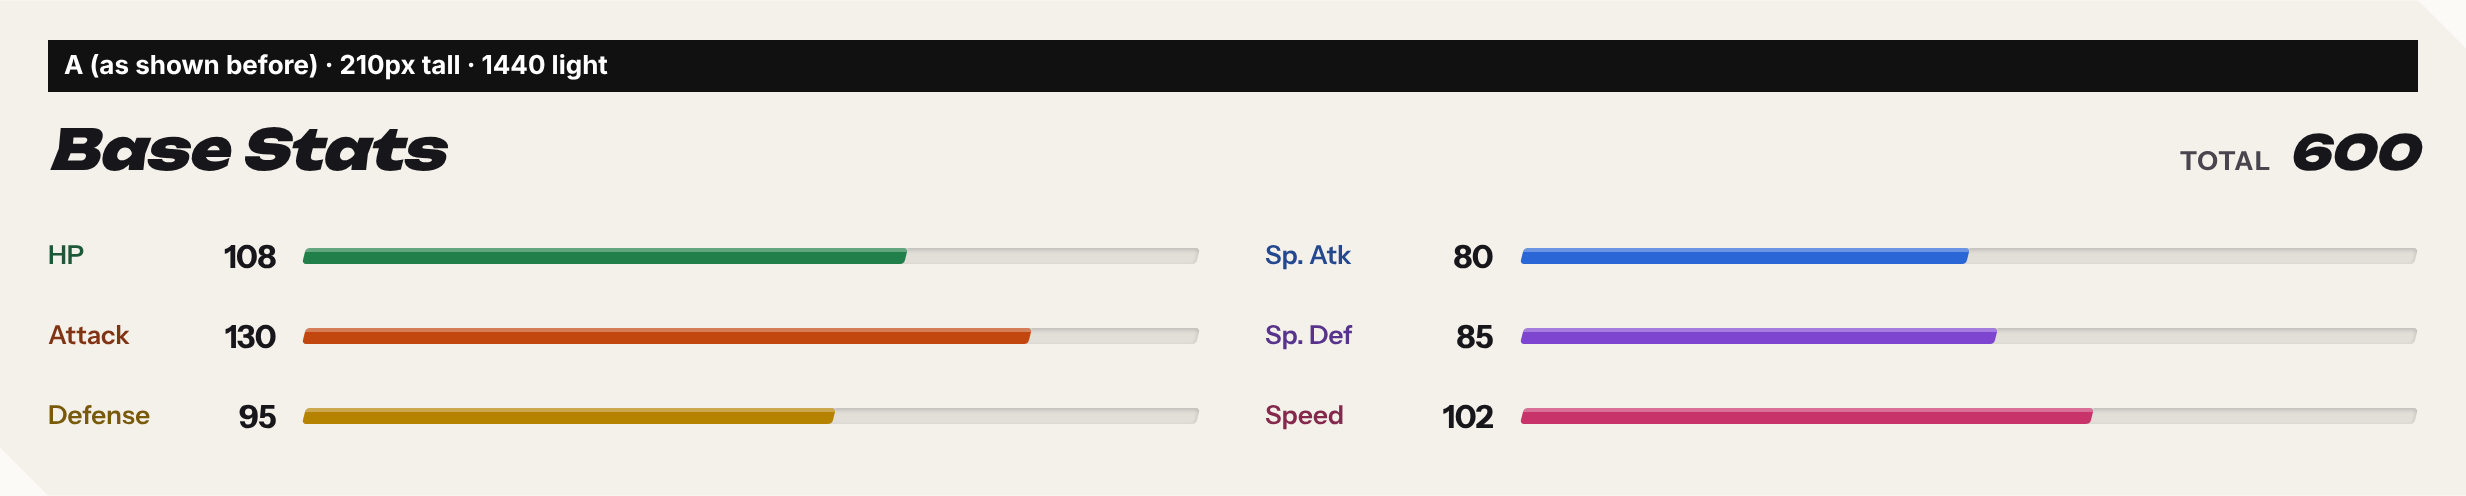 A (as shown before) · 210px tall · 1440 light
Base Stats
TOTAL 600
HP 108
Attack 130
Defense 95
Sp. Atk 80
Sp. Def 85
Speed 102